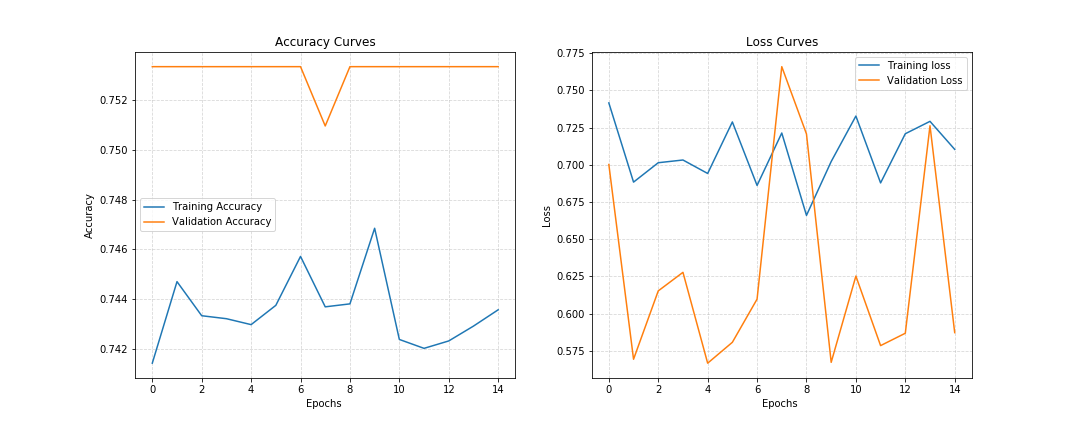 Accuracy Curves
0.752
0.750
0.748
0.746
0.744
0.742
Accuracy
Training Accuracy
Validation Accuracy
0 2 4 6 8 10 12 14
Epochs
Loss Curves
0.775
0.750
0.725
0.700
0.675
0.650
0.625
0.600
0.575
Loss
Training loss
Validation Loss
0 2 4 6 8 10 12 14
Epochs